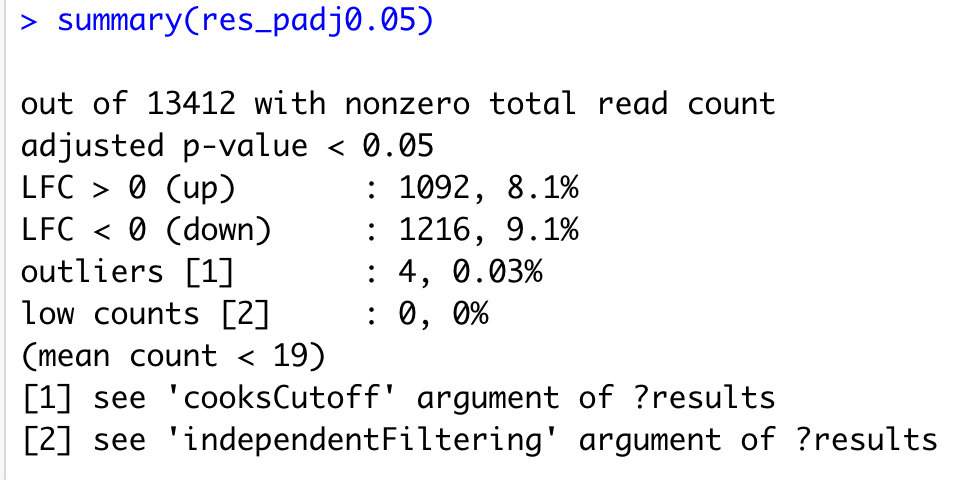 > summary(res_padj0.05)
out of 13412 with nonzero total read count
adjusted p-value < 0.05
LFC > 0 (up)       : 1092, 8.1%
LFC < 0 (down)     : 1216, 9.1%
outliers [1]       : 4, 0.03%
low counts [2]     : 0, 0%
(mean count < 19)
[1] see 'cooksCutoff' argument of ?results
[2] see 'independentFiltering' argument of ?results